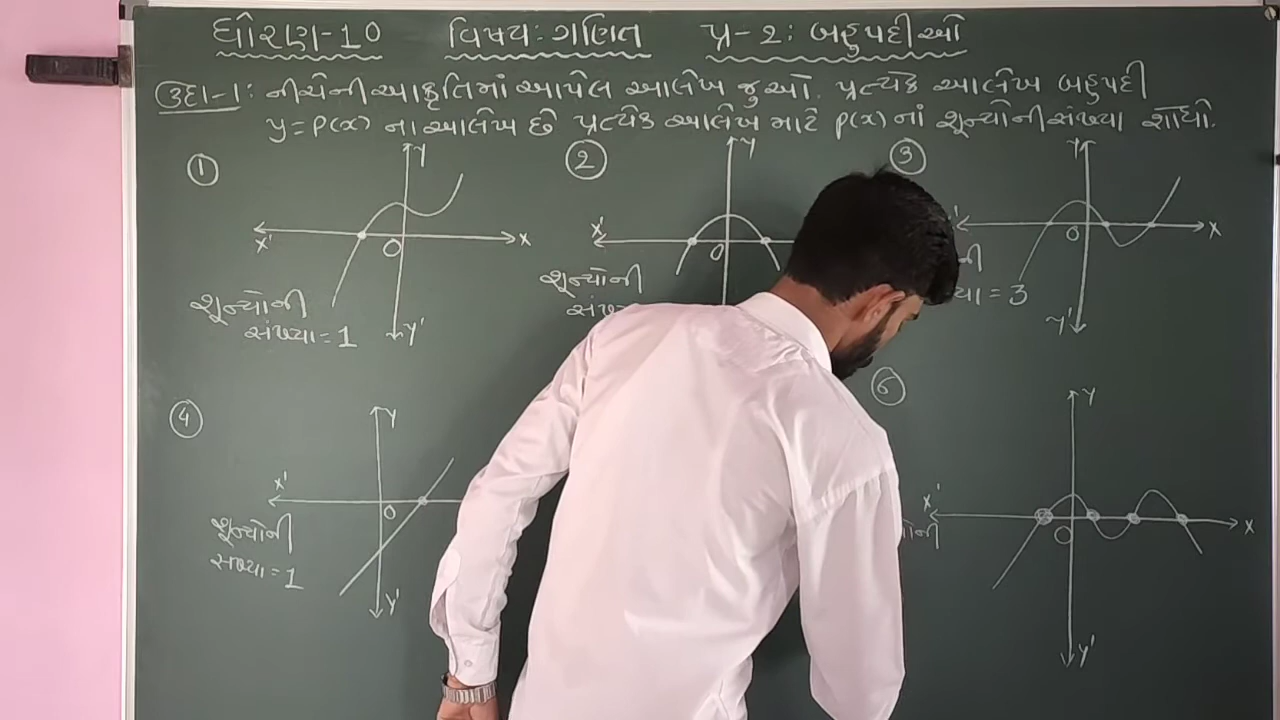 ધોરણ-10 વિષય: ગણિત પ્ર-2: બહુપદીઓ
ઉદા-1: નીચેની આકૃતિમાં આપેલ આલેખ જુઓ. પ્રત્યેક આલેખ બહુપદી
y = P(x) ના આલેખ છે પ્રત્યેક આલેખ માટે P(x) નાં શૂન્યોની સંખ્યા શોધો.
1
Y
X'
O
X
Y'
શૂન્યોની
સંખ્યા = 1
2
Y
X'
O
શૂન્યોની
3
Y
O
X
ની
યા = 3
Y'
4
Y
X'
O
Y'
શૂન્યોની
સંખ્યા = 1
6
Y
X'
O
X
ની
Y'